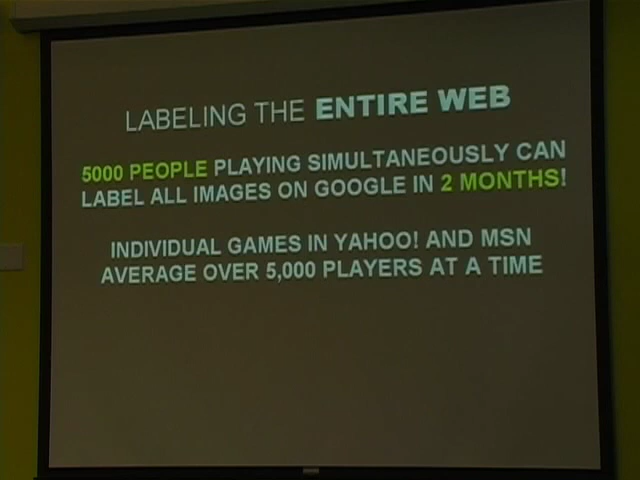 LABELING THE ENTIRE WEB
5000 PEOPLE PLAYING SIMULTANEOUSLY CAN
LABEL ALL IMAGES ON GOOGLE IN 2 MONTHS!
INDIVIDUAL GAMES IN YAHOO! AND MSN
AVERAGE OVER 5,000 PLAYERS AT A TIME